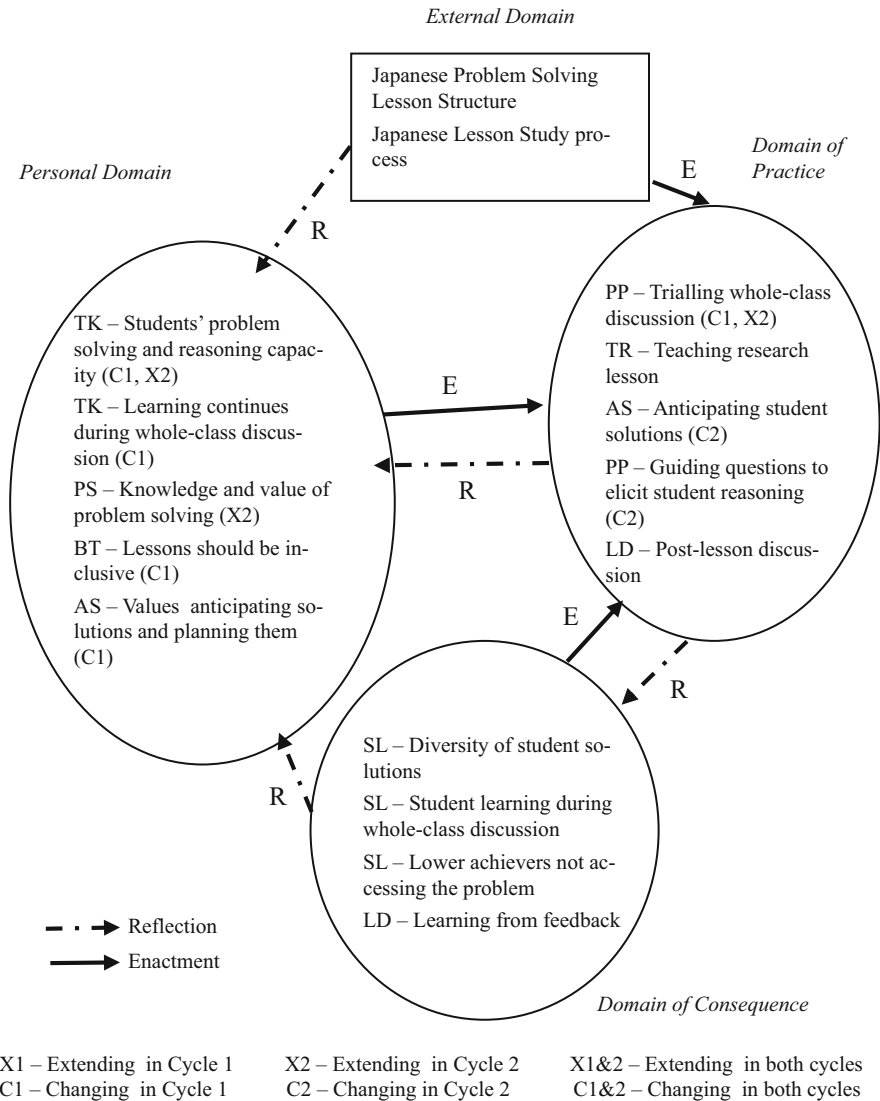 External Domain
Japanese Problem Solving
Lesson Structure
Japanese Lesson Study pro-
cess
Domain of
Practice
Personal Domain
E
R
TK – Students' problem
solving and reasoning capac-
ity (C1, X2)
TK – Learning continues
during whole-class discus-
sion (C1)
PS – Knowledge and value of
problem solving (X2)
BT – Lessons should be in-
clusive (C1)
AS – Values anticipating so-
lutions and planning them
(C1)
E
R
PP – Trialling whole-class
discussion (C1, X2)
TR – Teaching research
lesson
AS – Anticipating student
solutions (C2)
PP – Guiding questions to
elicit student reasoning
(C2)
LD – Post-lesson discus-
sion
E
R
R
SL – Diversity of student so-
lutions
SL – Student learning during
whole-class discussion
SL – Lower achievers not ac-
cessing the problem
LD – Learning from feedback
Reflection
Enactment
Domain of Consequence
X1 – Extending in Cycle 1 X2 – Extending in Cycle 2 X1&2 – Extending in both cycles
C1 – Changing in Cycle 1 C2 – Changing in Cycle 2 C1&2 – Changing in both cycles